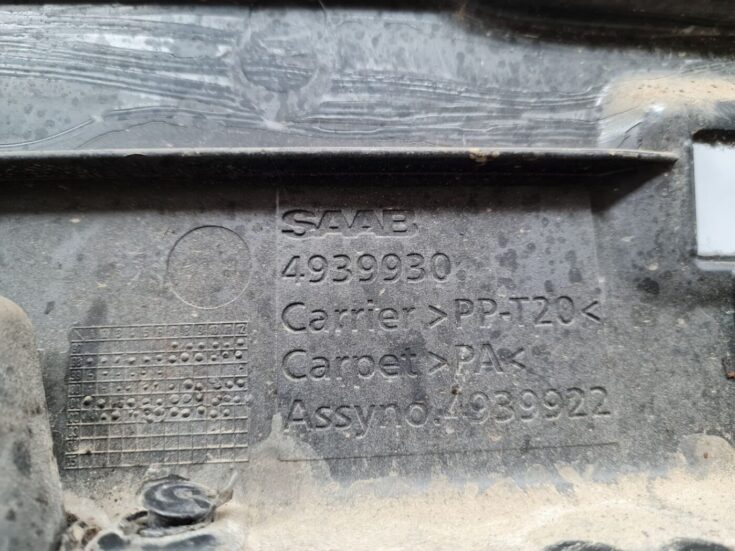 SAAB
4939930
Carrier >PP-T20<
Carpet >PA<
Assyno.4939922